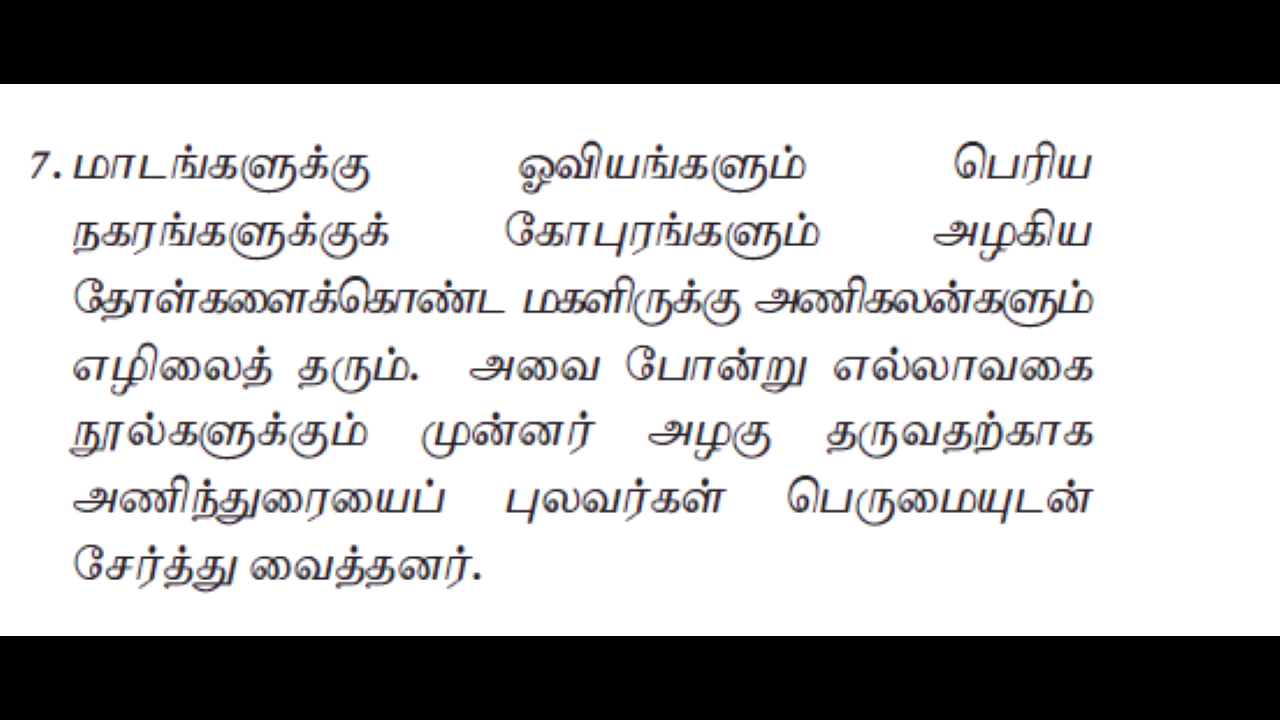 7. மாடங்களுக்கு ஓவியங்களும் பெரிய
நகரங்களுக்குக் கோபுரங்களும் அழகிய
தோள்களைக்கொண்ட மகளிருக்கு அணிகலன்களும்
எழிலைத் தரும். அவை போன்று எல்லாவகை
நூல்களுக்கும் முன்னர் அழகு தருவதற்காக
அணிந்துரையைப் புலவர்கள் பெருமையுடன்
சேர்த்து வைத்தனர்.